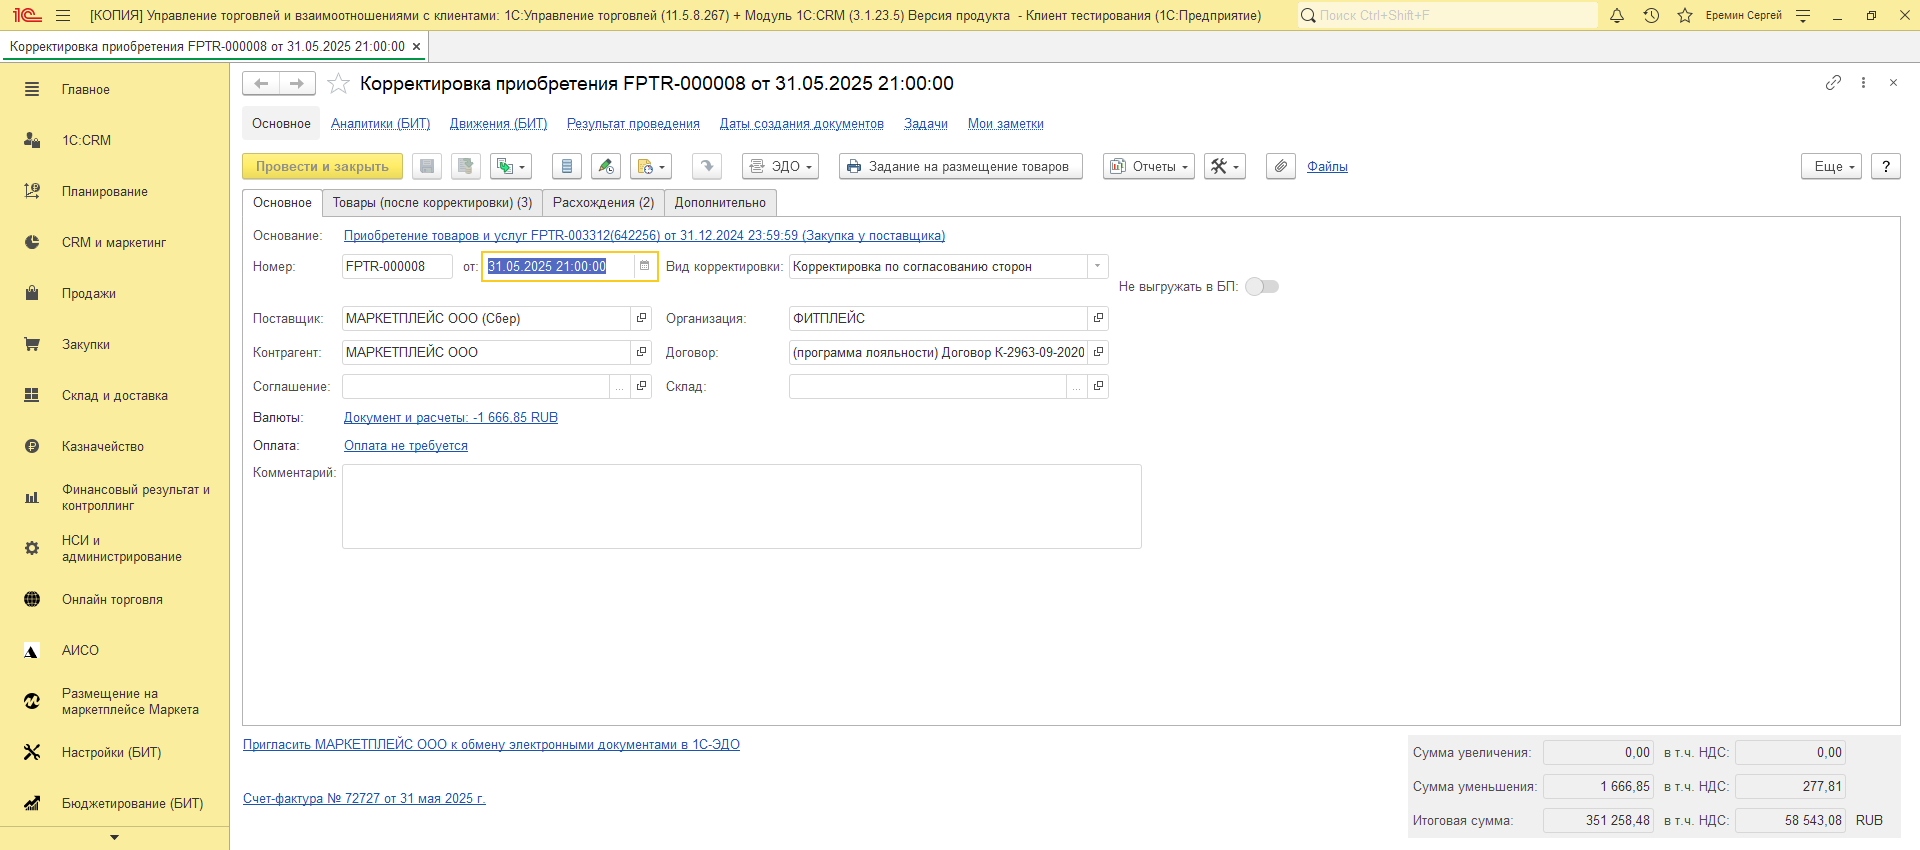 [КОПИЯ] Управление торговлей и взаимоотношениями с клиентами: 1С:Управление торговлей (11.5.8.267) + Модуль 1С:CRM (3.1.23.5) Версия продукта - Клиент тестирования (1С:Предприятие)
Поиск Ctrl+Shift+F
Еремин Сергей
Корректировка приобретения FPTR-000008 от 31.05.2025 21:00:00
Главное
1С:CRM
Планирование
CRM и маркетинг
Продажи
Закупки
Склад и доставка
Казначейство
Финансовый результат и
контроллинг
НСИ и
администрирование
Онлайн торговля
АИСО
Размещение на
маркетплейсе Маркета
Настройки (БИТ)
Бюджетирование (БИТ)
Корректировка приобретения FPTR-000008 от 31.05.2025 21:00:00
Основное Аналитики (БИТ) Движения (БИТ) Результат проведения Даты создания документов Задачи Мои заметки
Провести и закрыть ЭДО Задание на размещение товаров Отчеты Файлы Еще ?
Основное Товары (после корректировки) (3) Расхождения (2) Дополнительно
Основание: Приобретение товаров и услуг FPTR-003312(642256) от 31.12.2024 23:59:59 (Закупка у поставщика)
Номер: FPTR-000008 от: 31.05.2025 21:00:00 Вид корректировки: Корректировка по согласованию сторон
Не выгружать в БП:
Поставщик: МАРКЕТПЛЕЙС ООО (Сбер) Организация: ФИТПЛЕЙС
Контрагент: МАРКЕТПЛЕЙС ООО Договор: (программа лояльности) Договор К-2963-09-2020
Соглашение: ... Склад: ...
Валюты: Документ и расчеты: -1 666,85 RUB
Оплата: Оплата не требуется
Комментарий:
Пригласить МАРКЕТПЛЕЙС ООО к обмену электронными документами в 1С-ЭДО
Счет-фактура № 72727 от 31 мая 2025 г.
Сумма увеличения: 0,00 в т.ч. НДС: 0,00
Сумма уменьшения: 1 666,85 в т.ч. НДС: 277,81
Итоговая сумма: 351 258,48 в т.ч. НДС: 58 543,08 RUB